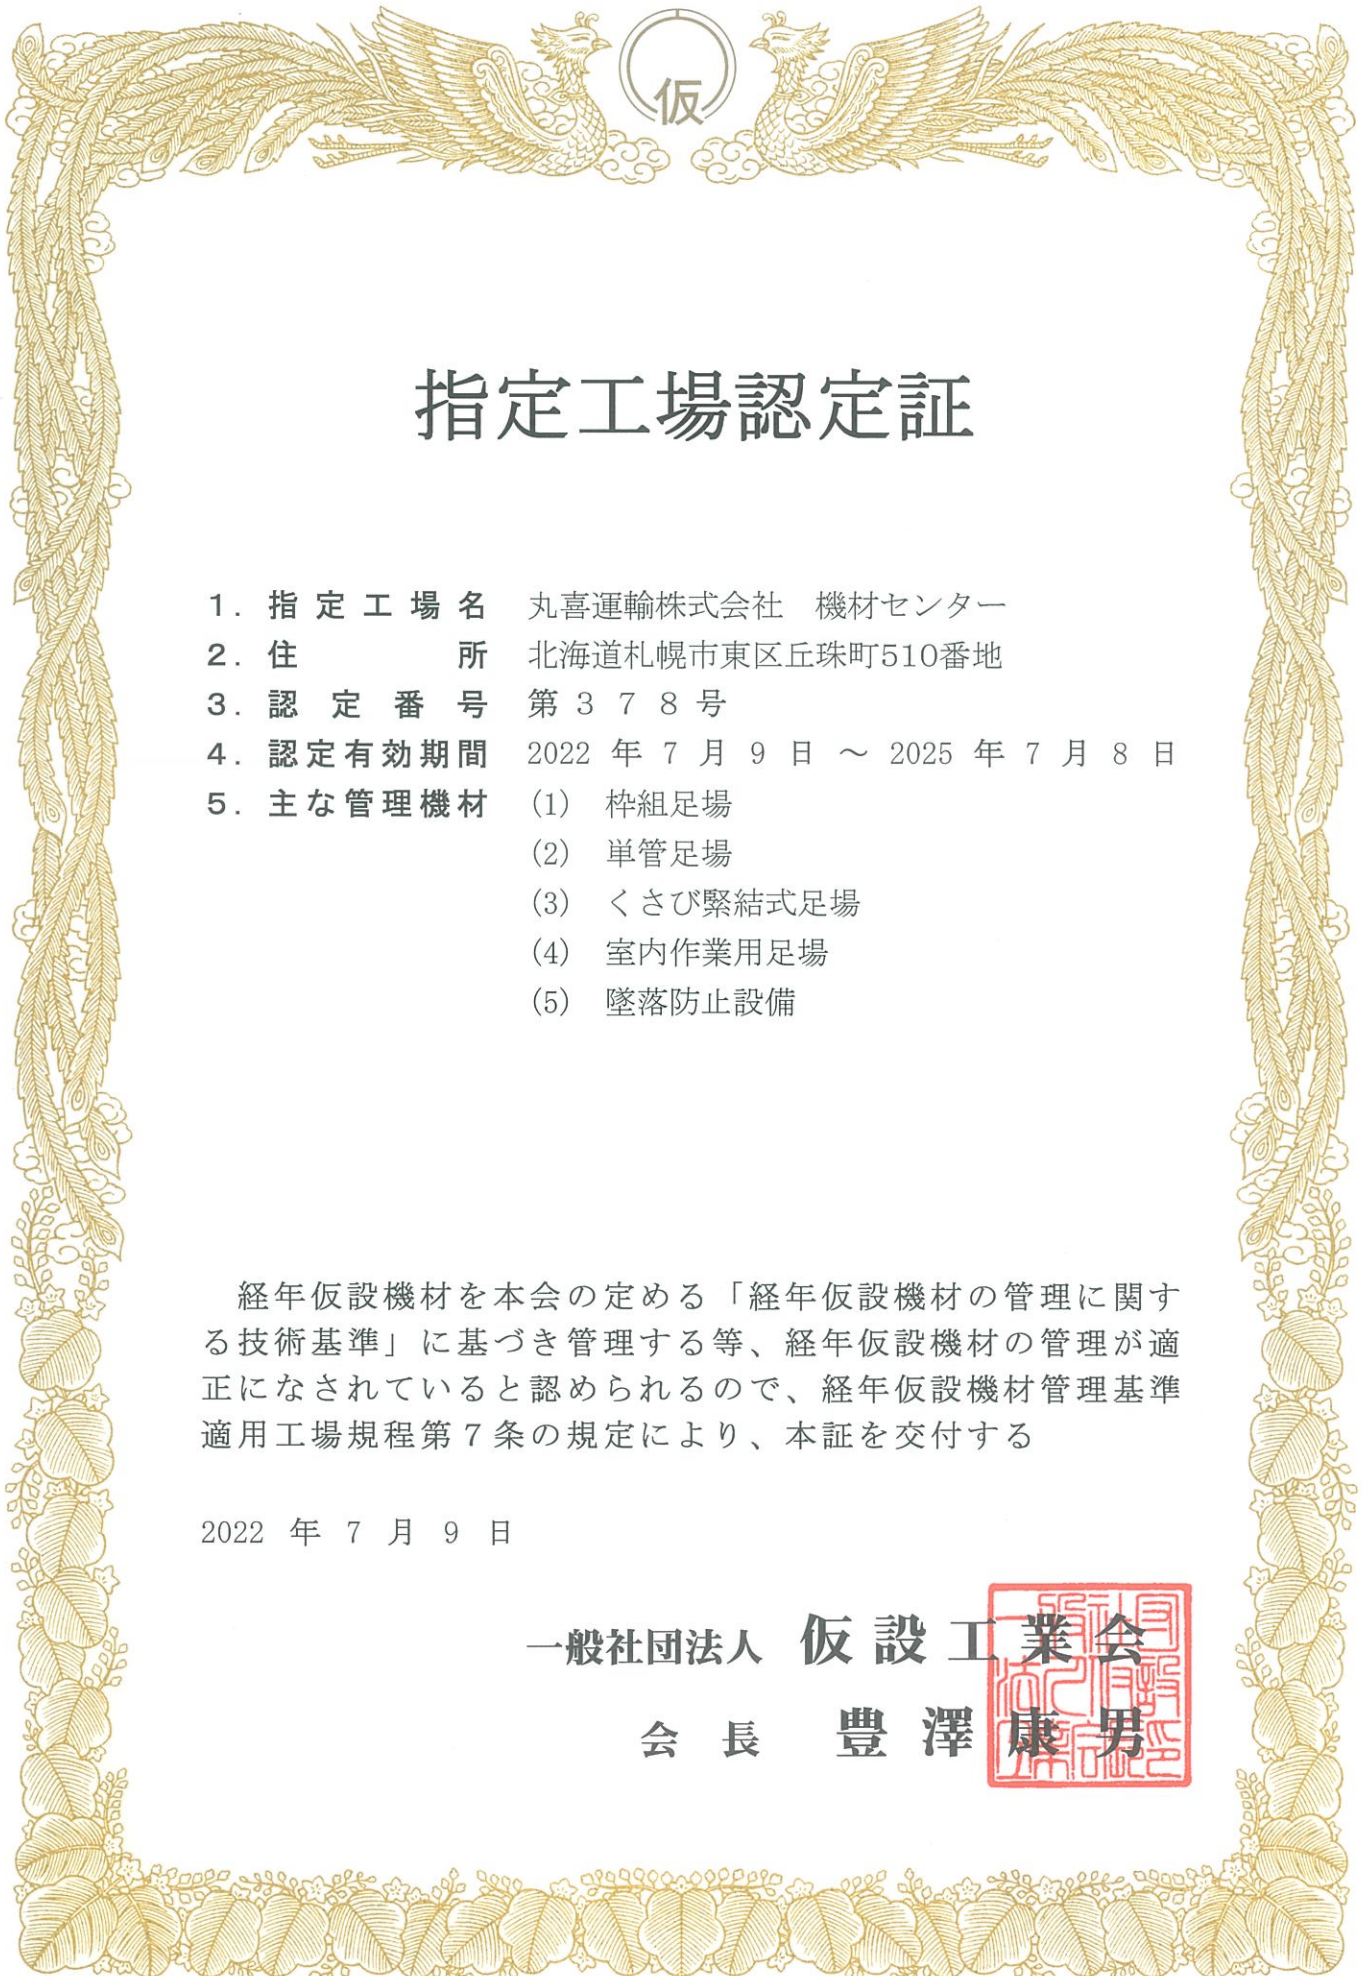 仮
指定工場認定証
1. 指定工場名 丸喜運輸株式会社 機材センター
2. 住所 北海道札幌市東区丘珠町510番地
3. 認定番号 第378号
4. 認定有効期間 2022年7月9日～2025年7月8日
5. 主な管理機材 (1) 枠組足場
(2) 単管足場
(3) くさび緊結式足場
(4) 室内作業用足場
(5) 墜落防止設備
経年仮設機材を本会の定める「経年仮設機材の管理に関す
る技術基準」に基づき管理する等、経年仮設機材の管理が適
正になされていると認められるので、経年仮設機材管理基準
適用工場規程第7条の規定により、本証を交付する
2022年7月9日
一般社団法人 仮設工業会
会長 豊澤康男